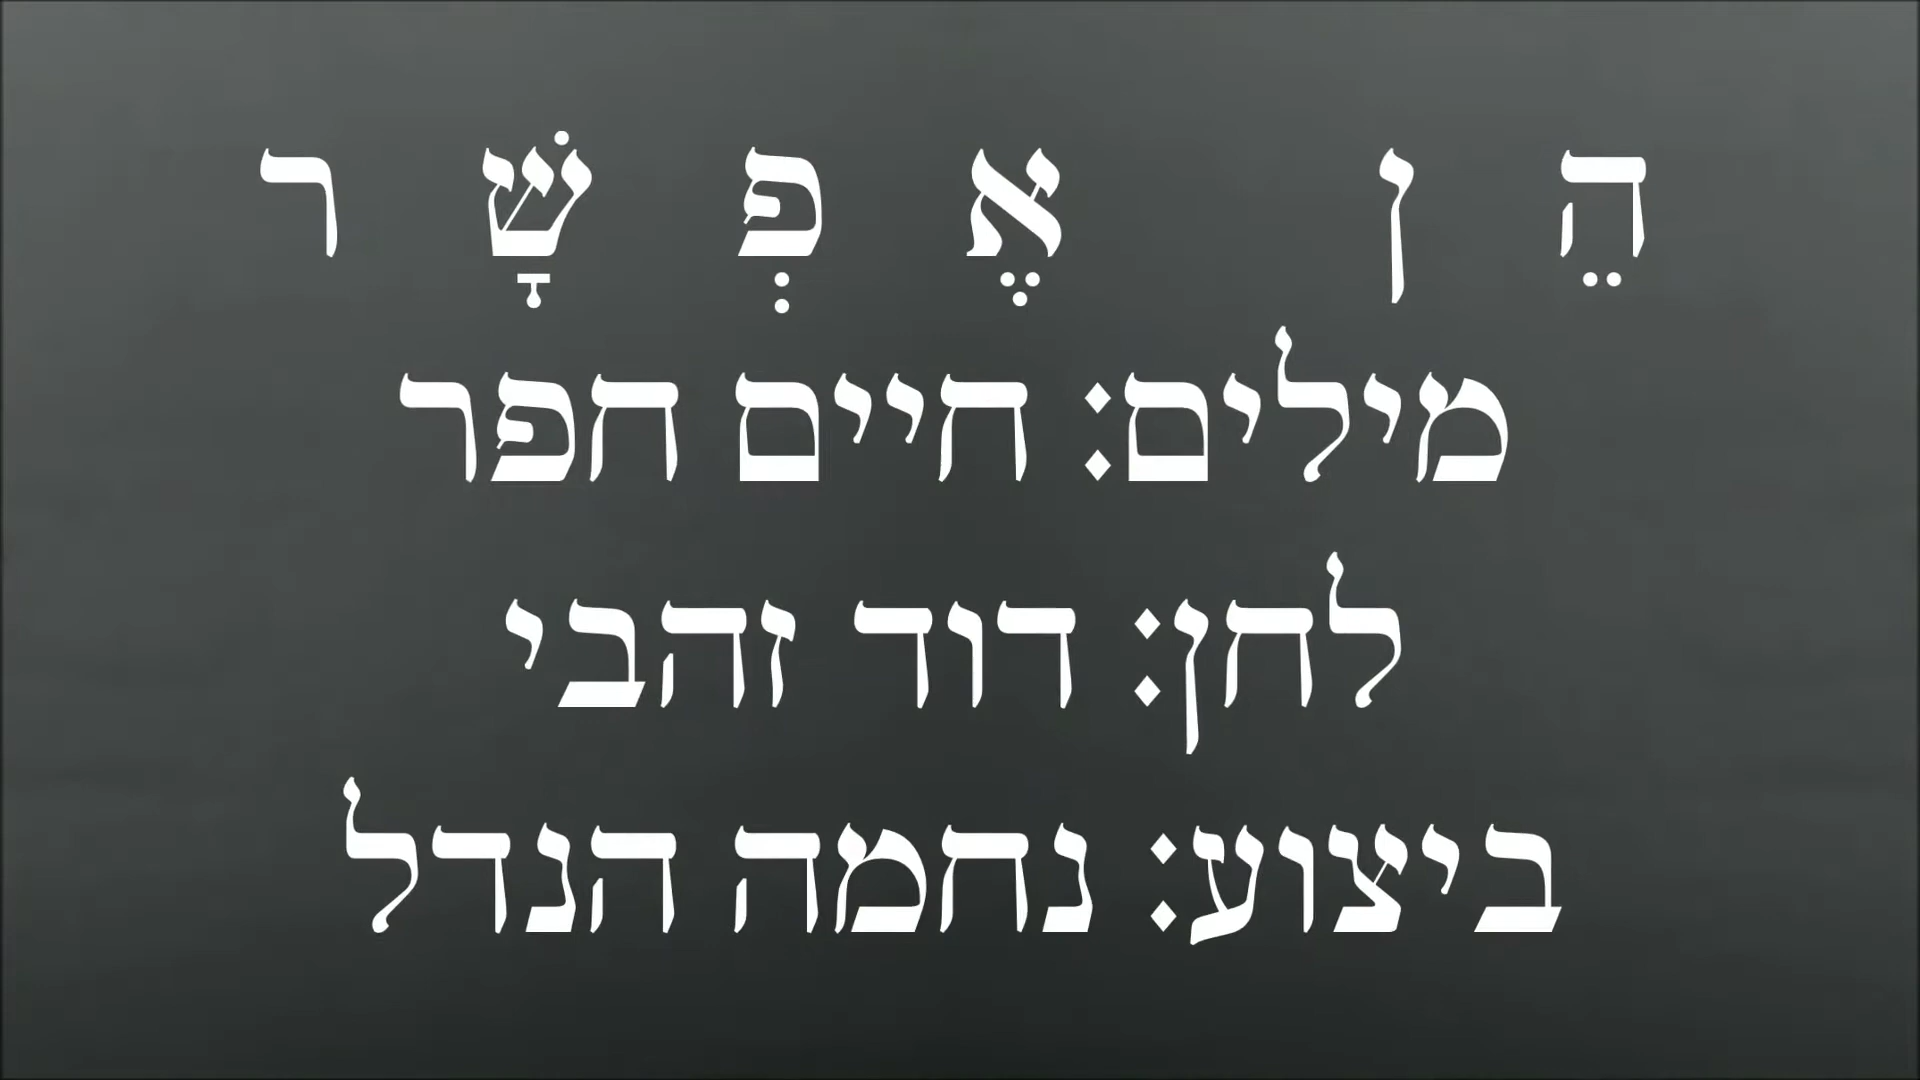 הֵן אֶפְשָׁר
מילים: חיים חפר
לחן: דוד זהבי
ביצוע: נחמה הנדל